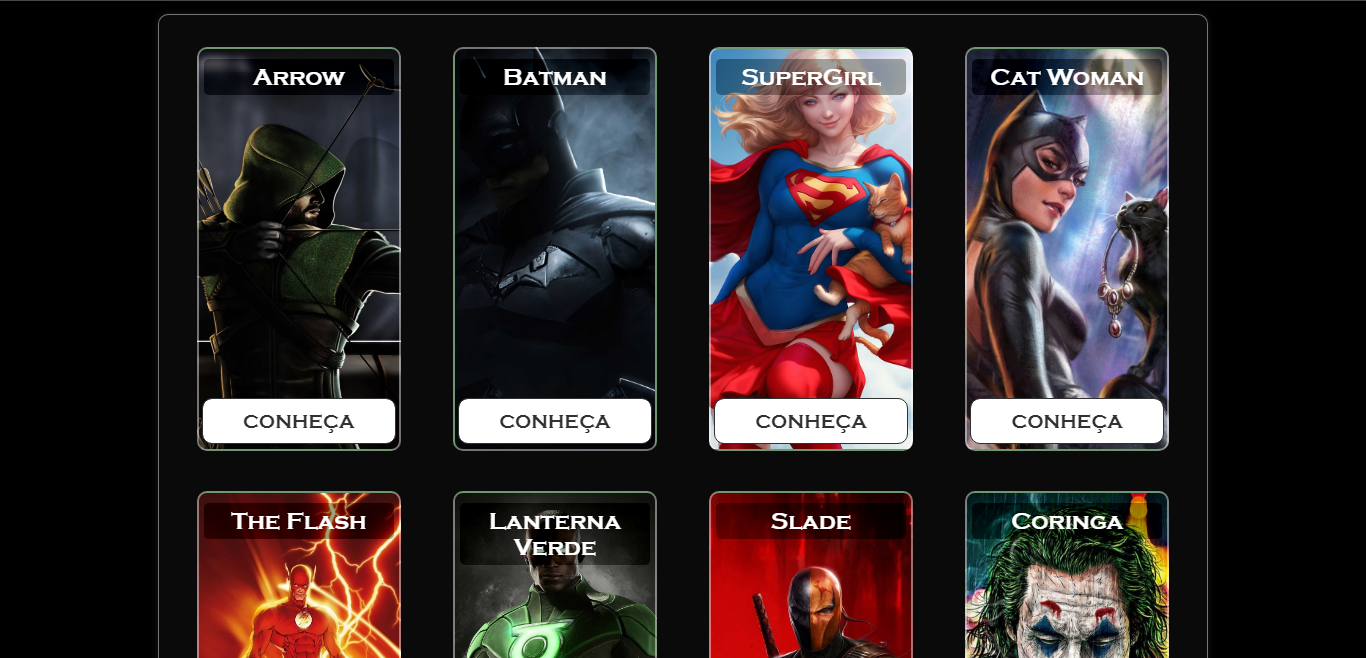 Arrow
Batman
SuperGirl
Cat Woman
CONHEÇA
CONHEÇA
CONHEÇA
CONHEÇA
The Flash
Lanterna
Verde
Slade
Coringa